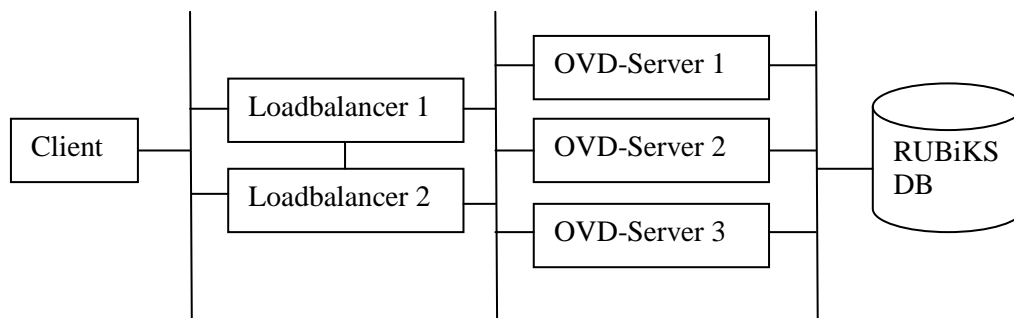 Client
Loadbalancer 1
Loadbalancer 2
OVD-Server 1
OVD-Server 2
OVD-Server 3
RUBiKS
DB